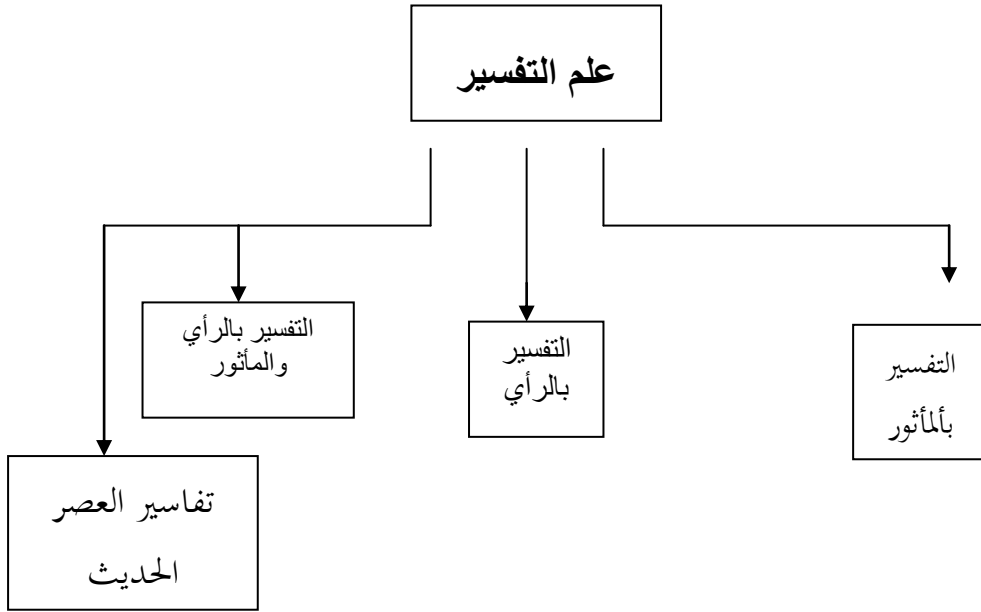 علم التفسير
التفسير
بألمأثور
التفسير
بالرأي
التفسير بالرأي
والمأثور
تفاسير العصر
الحديث